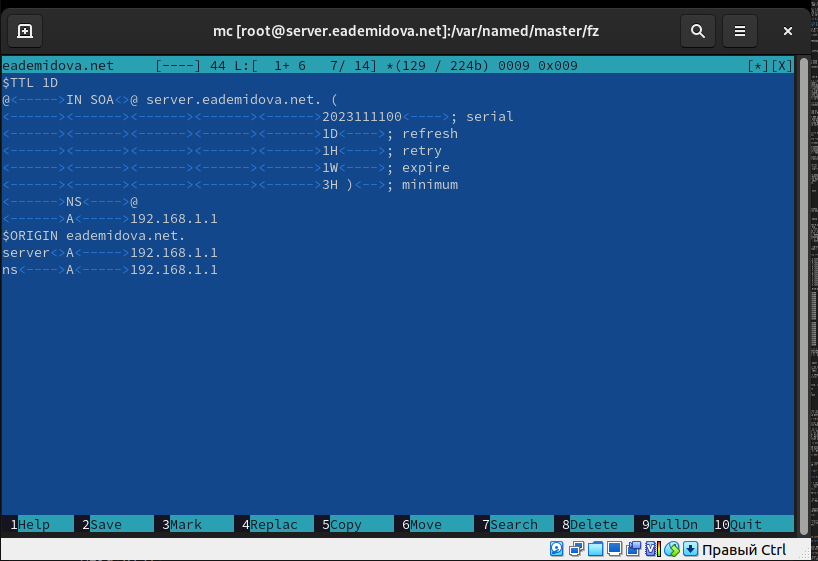 mc [root@server.eademidova.net]:/var/named/master/fz
eademidova.net [----] 44 L:[ 1+ 6 7/ 14] *(129 / 224b) 0009 0x009 [*][X]
$TTL 1D
@<----->IN SOA<>@ server.eademidova.net. (
<------><------><------><------><------>2023111100<---->; serial
<------><------><------><------><------>1D<---->; refresh
<------><------><------><------><------>1H<---->; retry
<------><------><------><------><------>1W<---->; expire
<------><------><------><------><------>3H )<-->; minimum
<------>NS<---->@
<------>A<----->192.168.1.1
$ORIGIN eademidova.net.
server<>A<----->192.168.1.1
ns<---->A<----->192.168.1.1
1Help 2Save 3Mark 4Replac 5Copy 6Move 7Search 8Delete 9PullDn 10Quit
Правый Ctrl